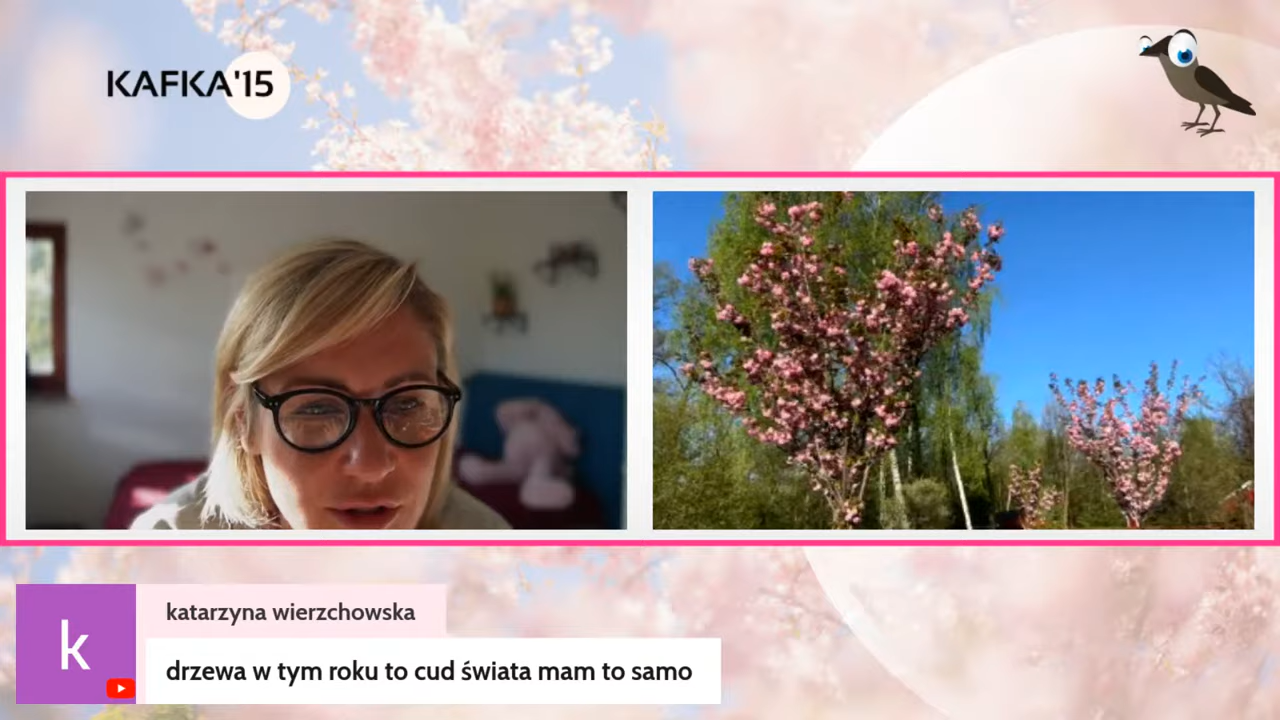 KAFKA'15
k
katarzyna wierzchowska
drzewa w tym roku to cud świata mam to samo